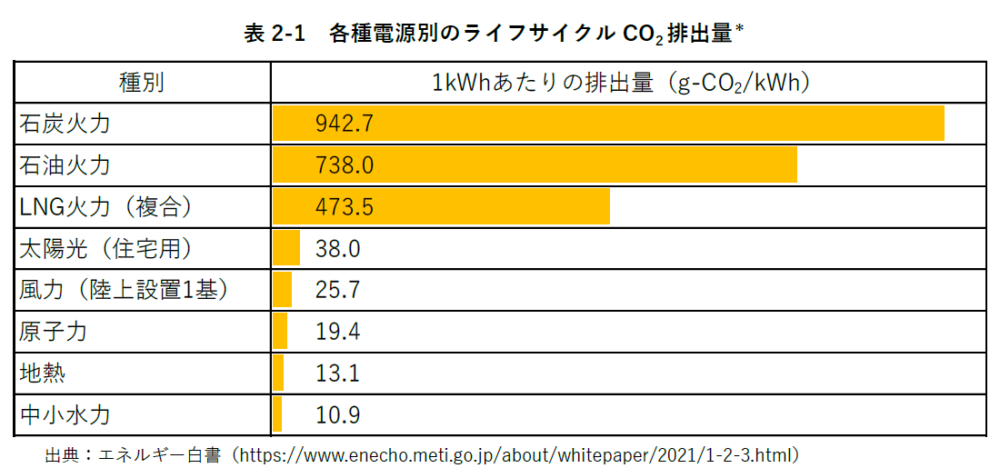 表 2-1　各種電源別のライフサイクル CO₂ 排出量*
種別　1kWhあたりの排出量（g-CO₂/kWh）
石炭火力　942.7
石油火力　738.0
LNG火力（複合）　473.5
太陽光（住宅用）　38.0
風力（陸上設置1基）　25.7
原子力　19.4
地熱　13.1
中小水力　10.9
出典：エネルギー白書（https://www.enecho.meti.go.jp/about/whitepaper/2021/1-2-3.html）